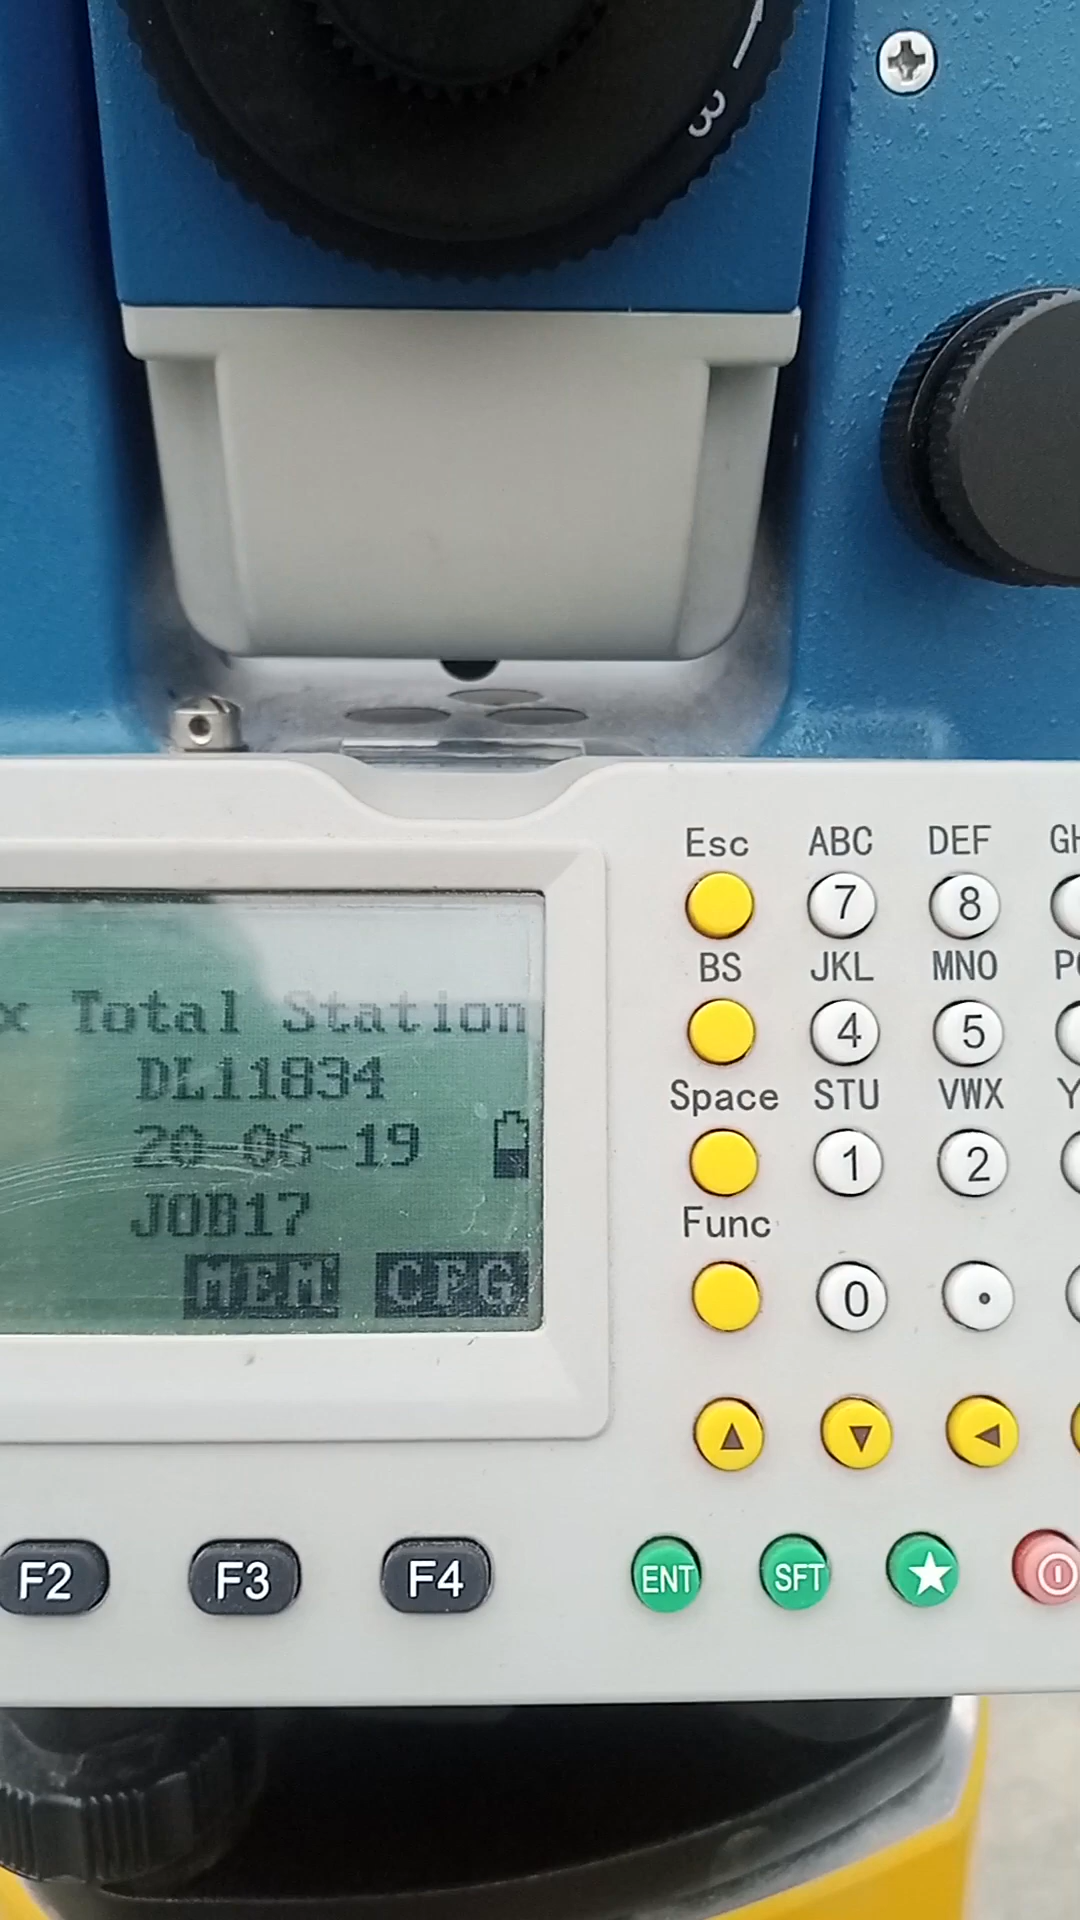 3
Esc ABC DEF
7 8
x Total Station
BS JKL MNO
4 5
DL11834
Space STU VWX
20-06-19
1 2
JOB17
Func
MEM CFG
0 .
F2 F3 F4 ENT SFT